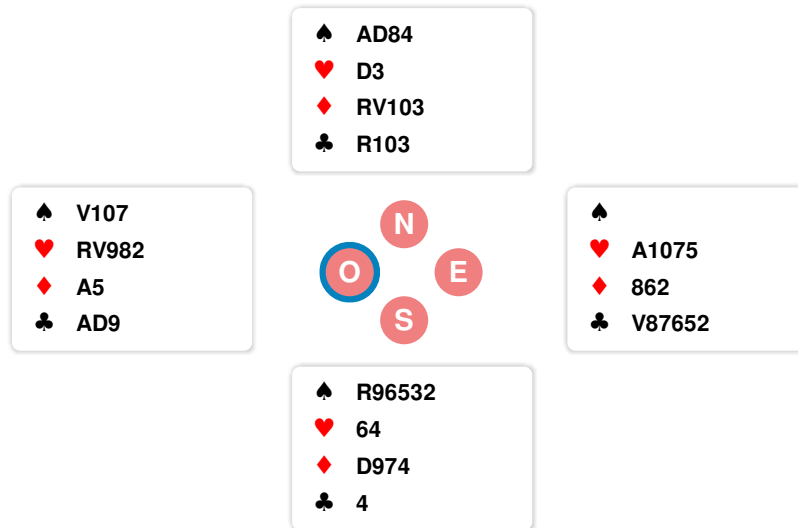 ♠ AD84
♥ D3
♦ RV103
♣ R103
♠ V107
♥ RV982
♦ A5
♣ AD9
N
O E
S
♠
♥ A1075
♦ 862
♣ V87652
♠ R96532
♥ 64
♦ D974
♣ 4